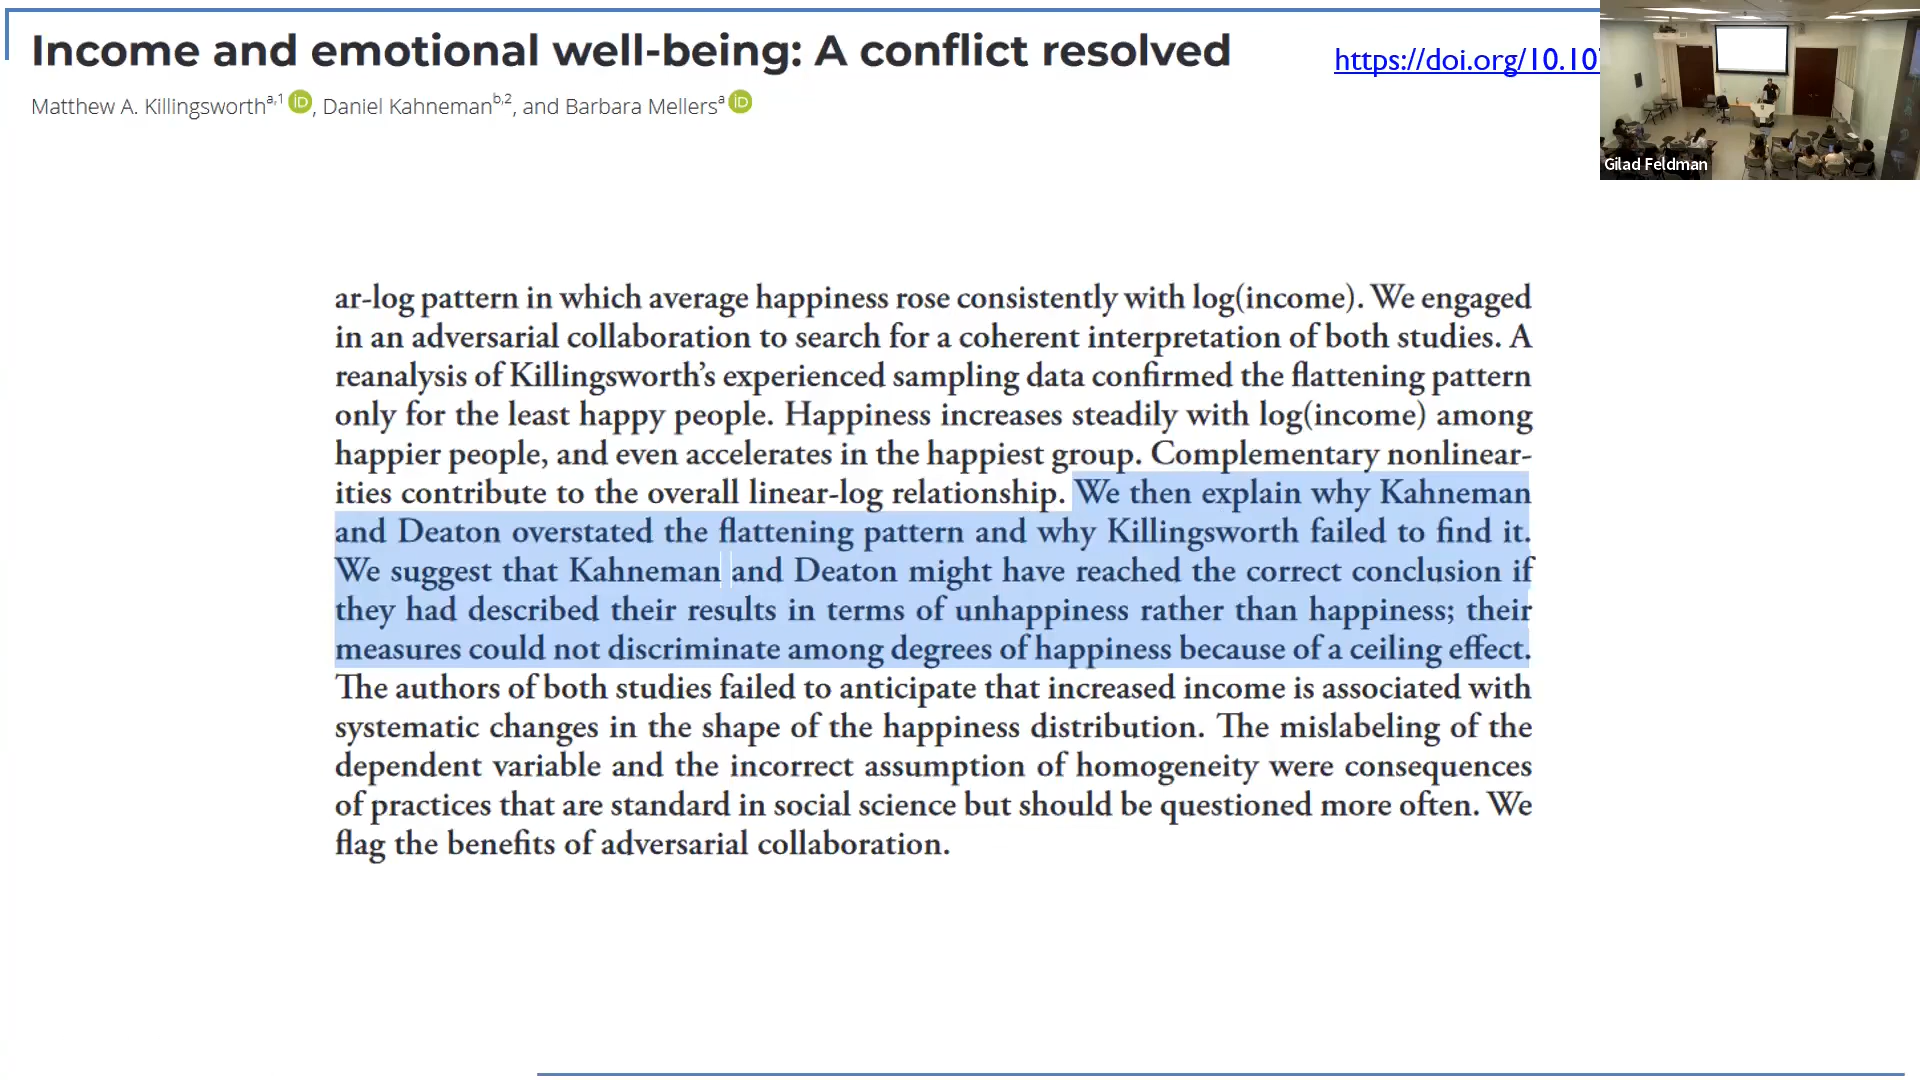 Income and emotional well-being: A conflict resolved
https://doi.org/10.10
Matthew A. Killingsworth a,1 iD, Daniel Kahneman b,2, and Barbara Mellers a iD
Gilad Feldman
ar-log pattern in which average happiness rose consistently with log(income). We engaged
in an adversarial collaboration to search for a coherent interpretation of both studies. A
reanalysis of Killingsworth’s experienced sampling data confirmed the flattening pattern
only for the least happy people. Happiness increases steadily with log(income) among
happier people, and even accelerates in the happiest group. Complementary nonlinear-
ities contribute to the overall linear-log relationship. We then explain why Kahneman
and Deaton overstated the flattening pattern and why Killingsworth failed to find it.
We suggest that Kahneman and Deaton might have reached the correct conclusion if
they had described their results in terms of unhappiness rather than happiness; their
measures could not discriminate among degrees of happiness because of a ceiling effect.
The authors of both studies failed to anticipate that increased income is associated with
systematic changes in the shape of the happiness distribution. The mislabeling of the
dependent variable and the incorrect assumption of homogeneity were consequences
of practices that are standard in social science but should be questioned more often. We
flag the benefits of adversarial collaboration.